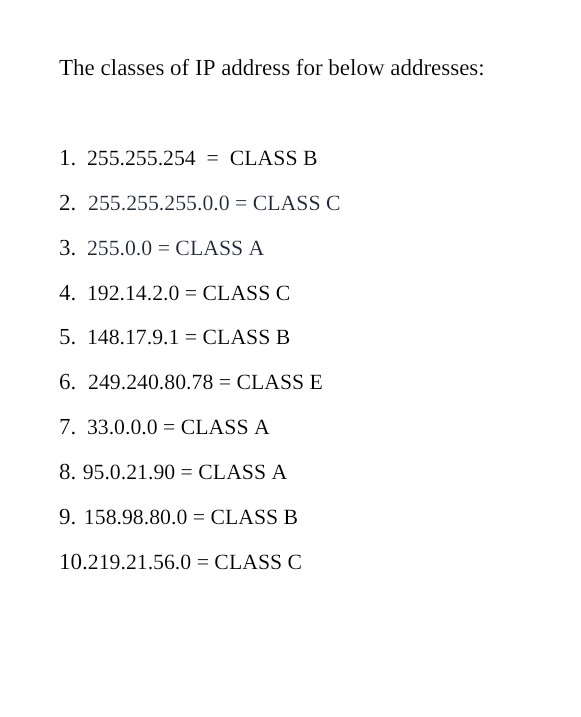 The classes of IP address for below addresses:
1. 255.255.254 = CLASS B
2. 255.255.255.0.0 = CLASS C
3. 255.0.0 = CLASS A
4. 192.14.2.0 = CLASS C
5. 148.17.9.1 = CLASS B
6. 249.240.80.78 = CLASS E
7. 33.0.0.0 = CLASS A
8. 95.0.21.90 = CLASS A
9. 158.98.80.0 = CLASS B
10.219.21.56.0 = CLASS C